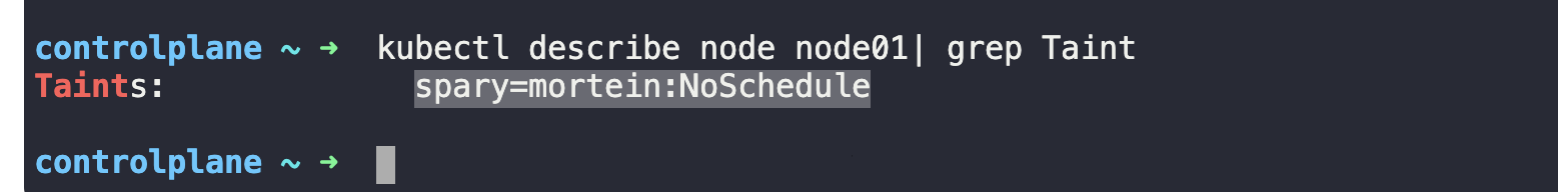 controlplane ~ ➜  kubectl describe node node01| grep Taint
Taints:             spary=mortein:NoSchedule
controlplane ~ ➜